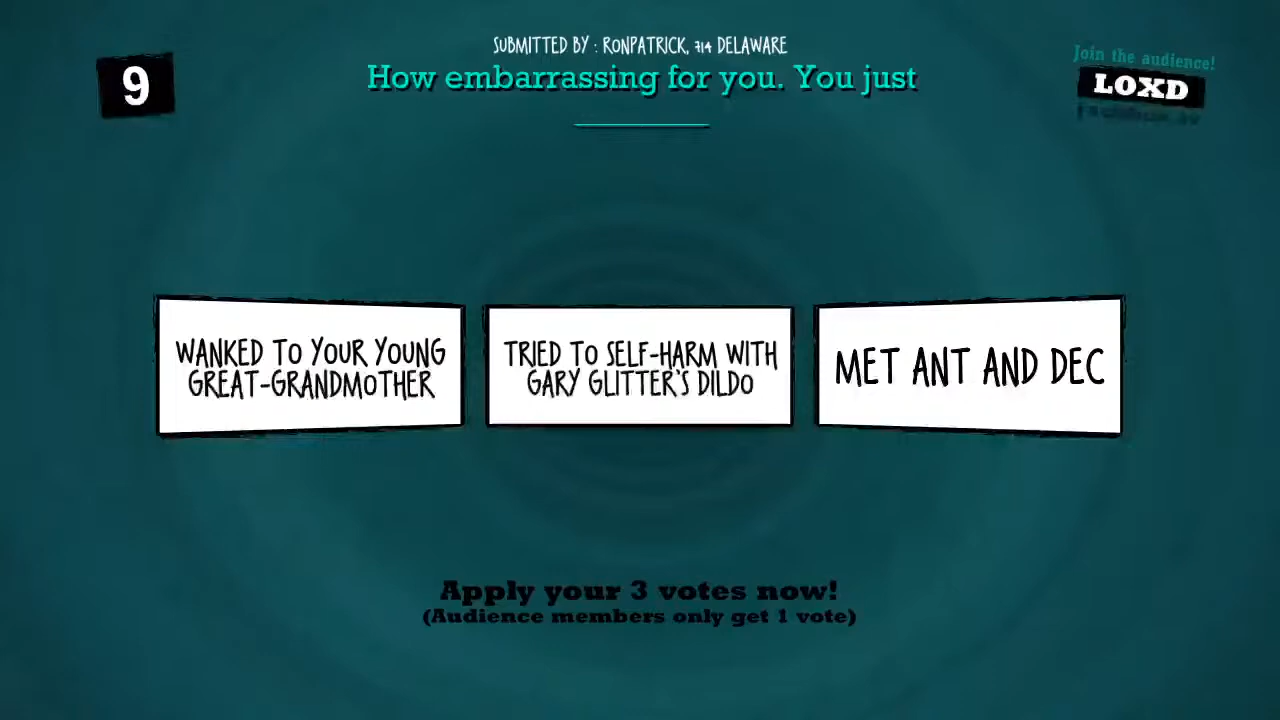 SUBMITTED BY : RONPATRICK, 714 DELAWARE
How embarrassing for you. You just
Join the audience!
9
LOXD
WANKED TO YOUR YOUNG
GREAT-GRANDMOTHER
TRIED TO SELF-HARM WITH
GARY GLITTER'S DILDO
MET ANT AND DEC
Apply your 3 votes now!
(Audience members only get 1 vote)